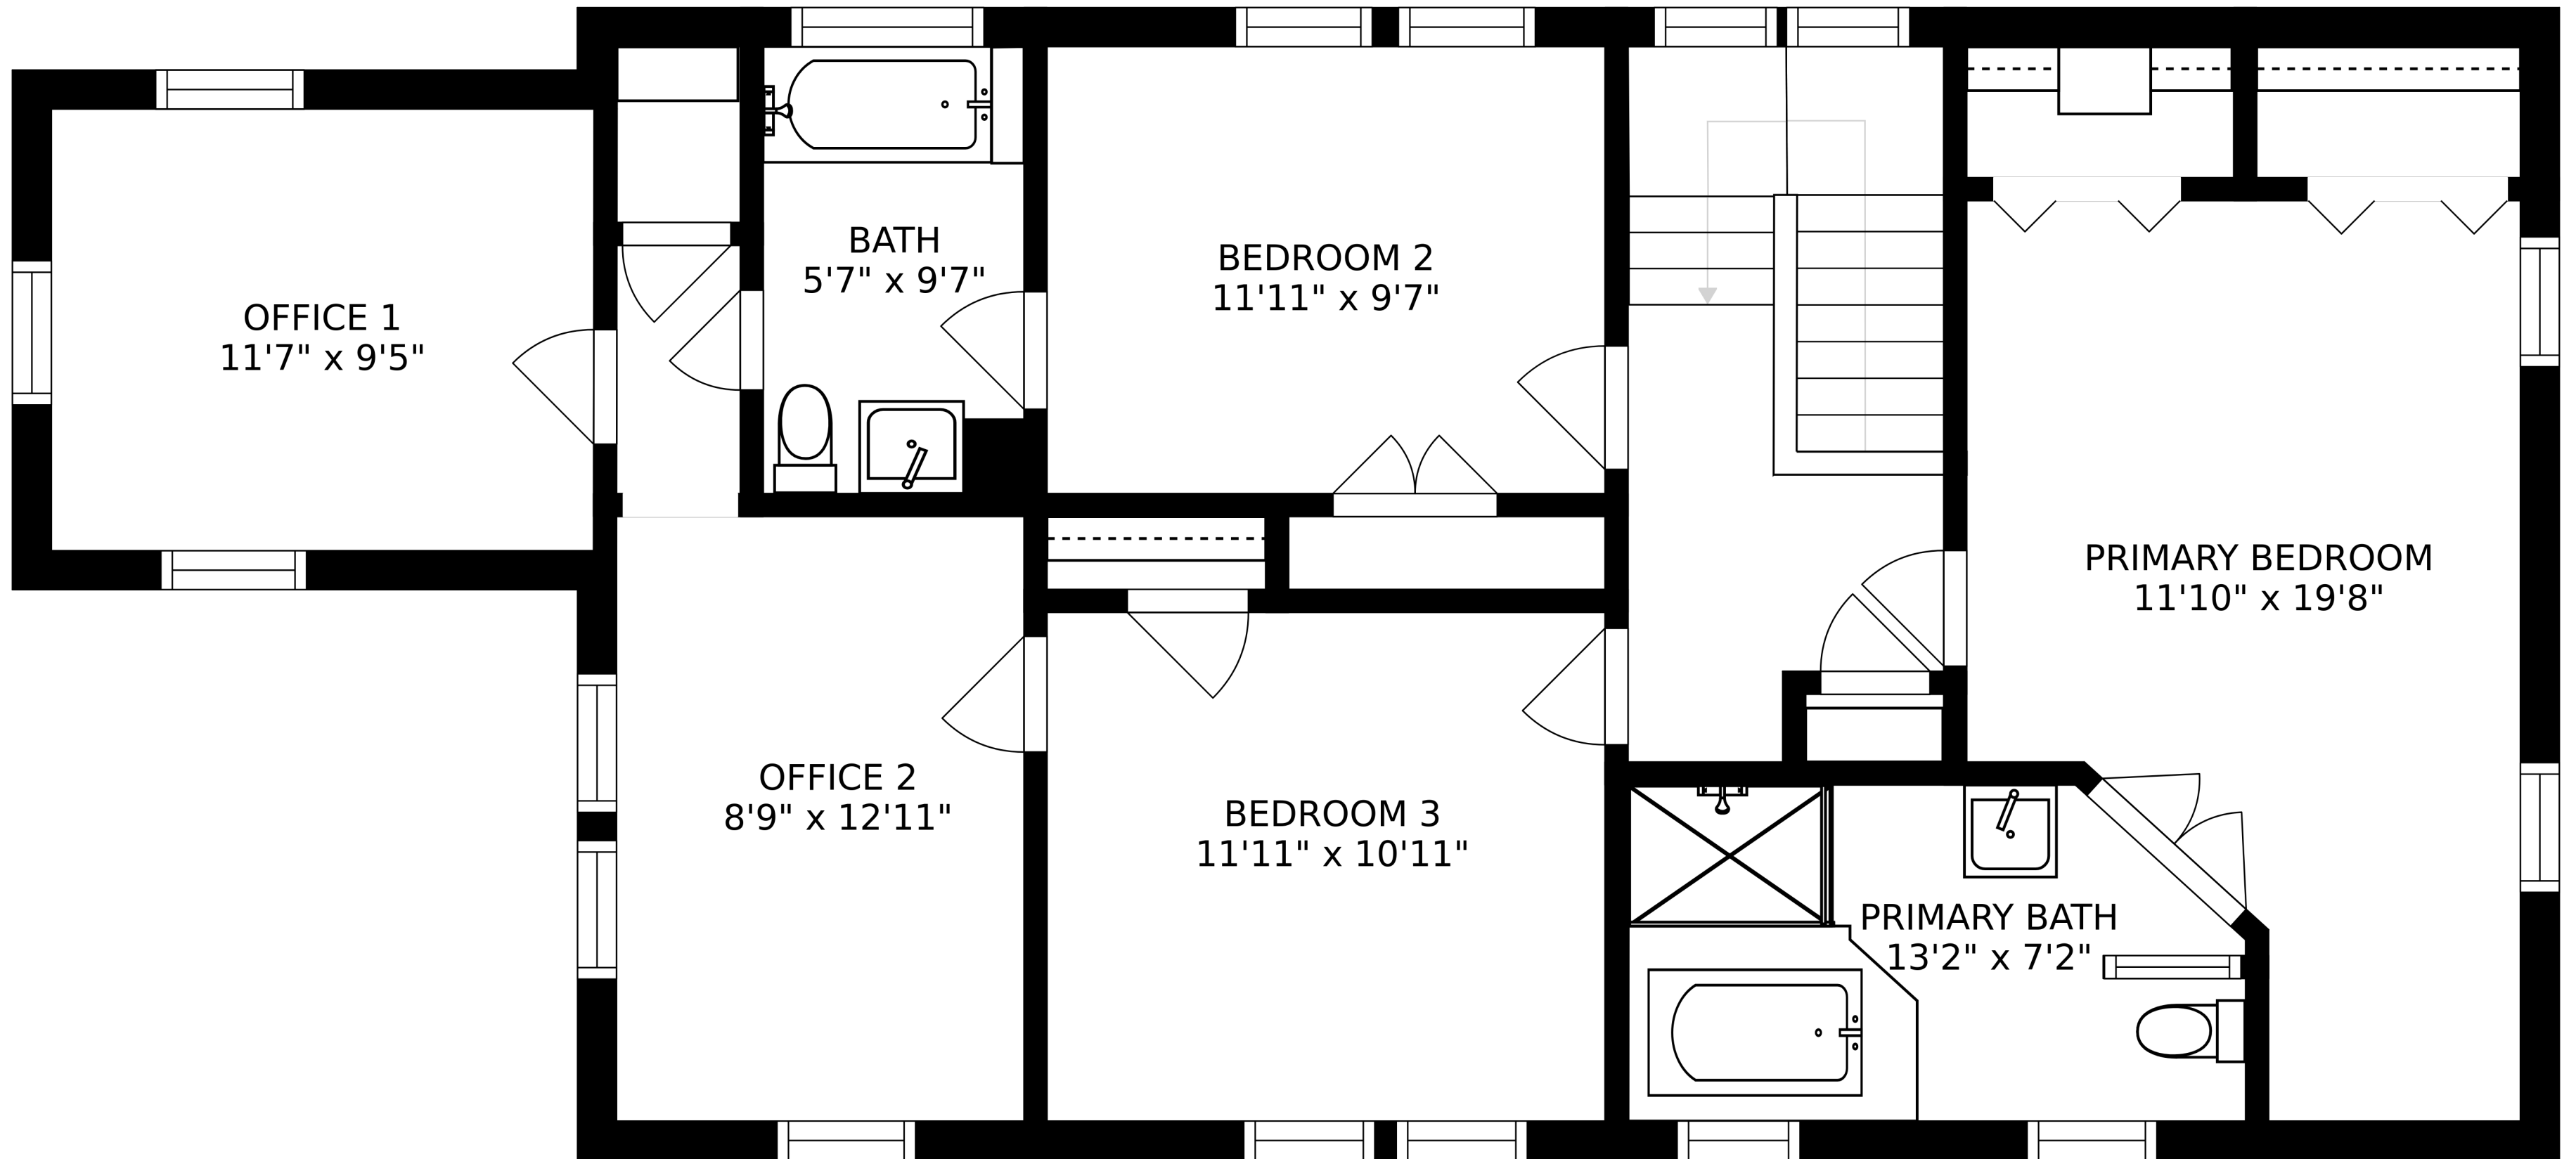 OFFICE 1
11'7" x 9'5"
BATH
5'7" x 9'7"
BEDROOM 2
11'11" x 9'7"
PRIMARY BEDROOM
11'10" x 19'8"
OFFICE 2
8'9" x 12'11"
BEDROOM 3
11'11" x 10'11"
PRIMARY BATH
13'2" x 7'2"